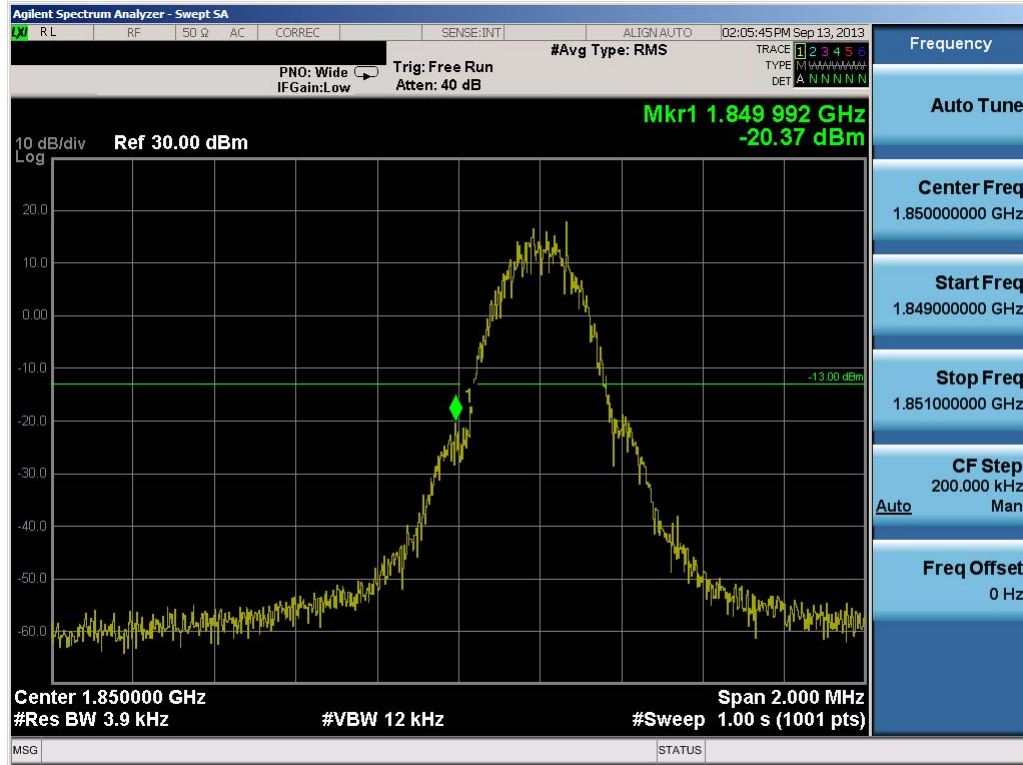 Agilent Spectrum Analyzer - Swept SA
LXI RL RF 50 Ω AC CORREC SENSE:INT ALIGN AUTO 02:05:45 PM Sep 13, 2013
#Avg Type: RMS
TRACE 1 2 3 4 5 6
TYPE M WWWWW
DET A N N N N N
PNO: Wide
IFGain:Low
Trig: Free Run
Atten: 40 dB
Mkr1 1.849 992 GHz
-20.37 dBm
10 dB/div Ref 30.00 dBm
Log
20.0
10.0
0.00
-10.0
-13.00 dBm
1
-20.0
-30.0
-40.0
-50.0
-60.0
Center 1.850000 GHz Span 2.000 MHz
#Res BW 3.9 kHz #VBW 12 kHz #Sweep 1.00 s (1001 pts)
MSG STATUS
Frequency
Auto Tune
Center Freq
1.850000000 GHz
Start Freq
1.849000000 GHz
Stop Freq
1.851000000 GHz
CF Step
200.000 kHz
Auto Man
Freq Offset
0 Hz